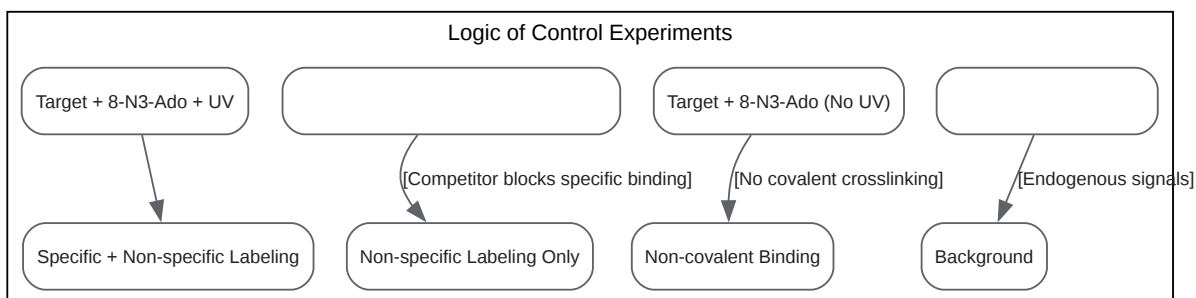 Logic of Control Experiments
Target + 8-N3-Ado + UV
Target + 8-N3-Ado (No UV)
[Competitor blocks specific binding]
[No covalent crosslinking]
[Endogenous signals]
Specific + Non-specific Labeling
Non-specific Labeling Only
Non-covalent Binding
Background